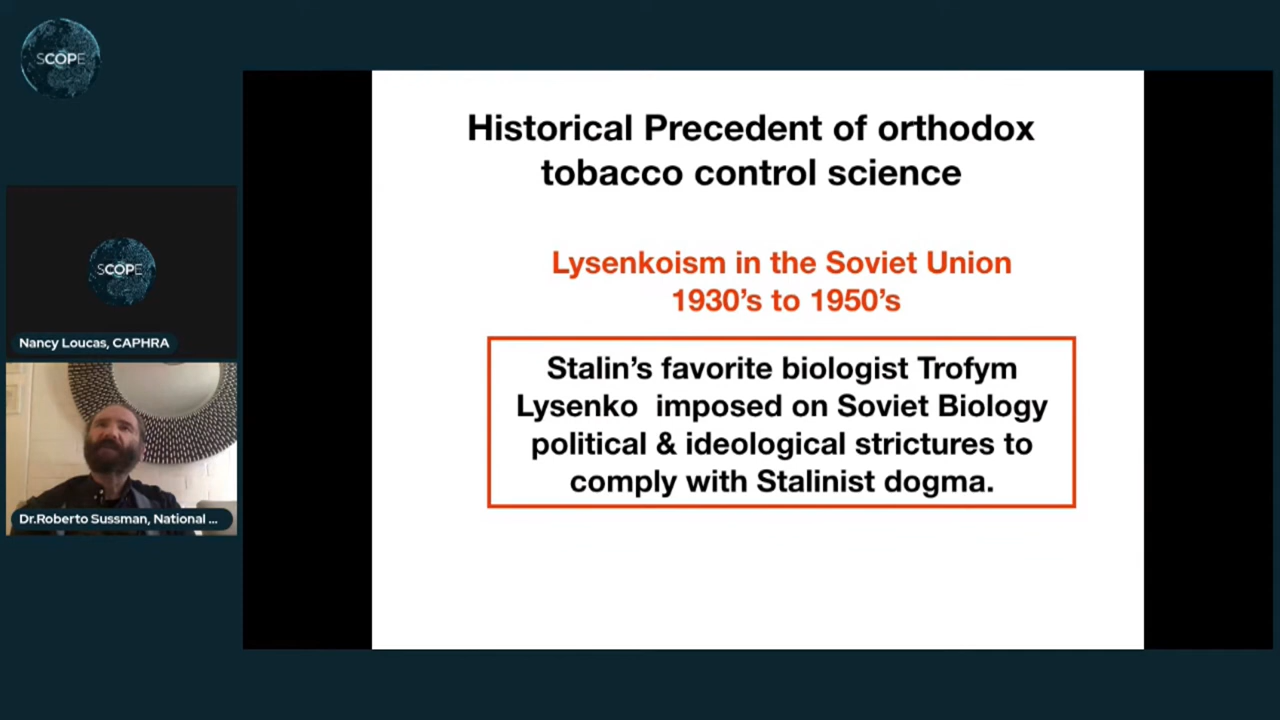 SCOPE
Historical Precedent of orthodox
tobacco control science
Lysenkoism in the Soviet Union
1930's to 1950's
Stalin's favorite biologist Trofym
Lysenko imposed on Soviet Biology
political & ideological strictures to
comply with Stalinist dogma.
SCOPE
Nancy Loucas, CAPHRA
Dr.Roberto Sussman, National ...